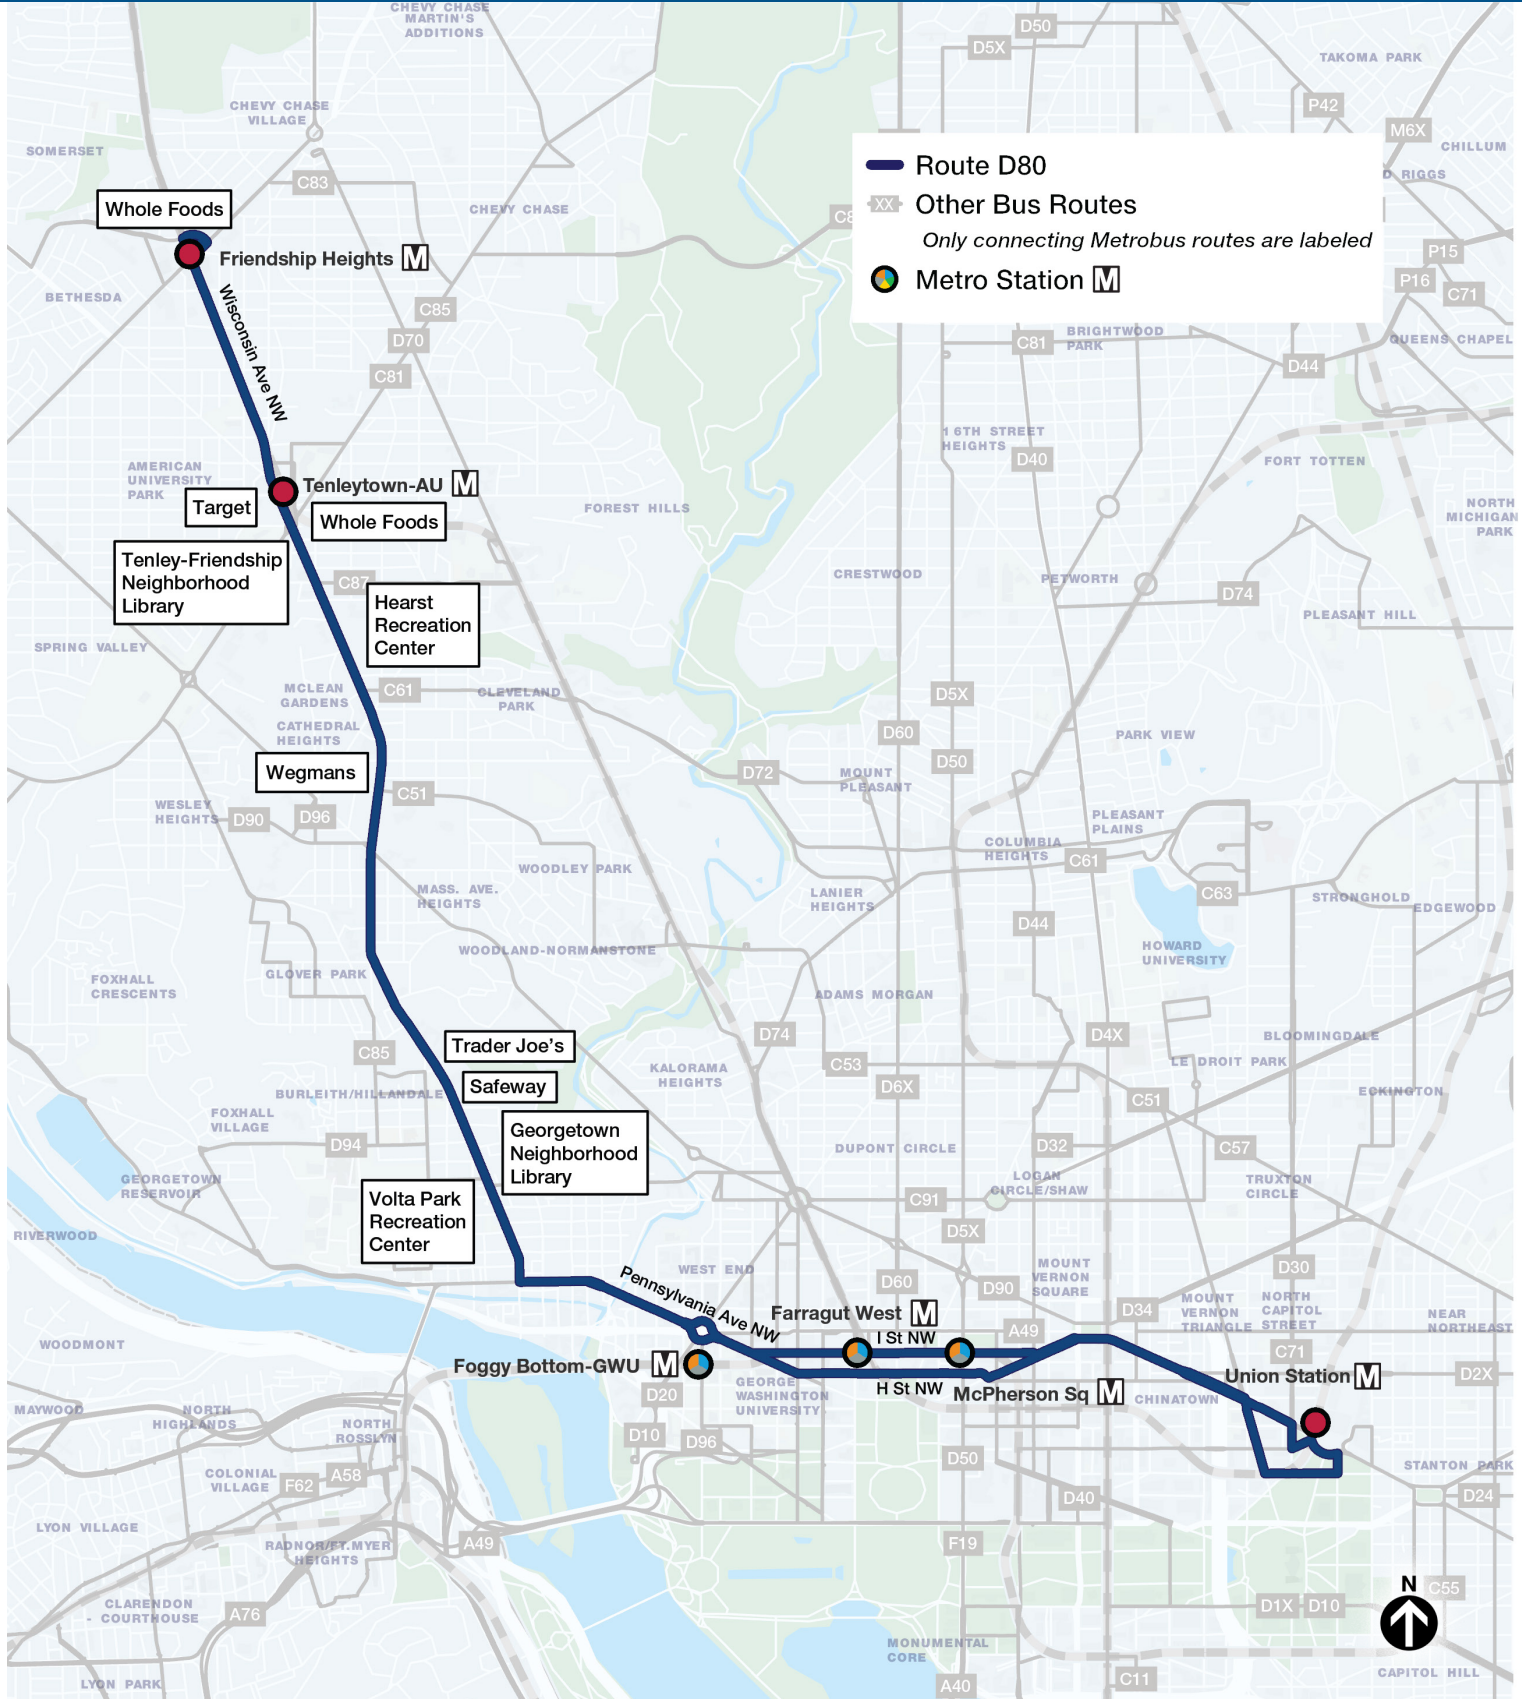 CHEVY CHASE
MARTIN'S
ADDITIONS
D50
D5X
TAKOMA PARK
CHEVY CHASE
VILLAGE
P42
M6X
SOMERSET
CHILLUM
Route D80
XX Other Bus Routes
Only connecting Metrobus routes are labeled
Metro Station M
D RIGGS
C83
Whole Foods
CHEVY CHASE
C8
Friendship Heights M
P15
P16
C71
BETHESDA
Wisconsin Ave NW
C85
D70
C81
C81
BRIGHTWOOD
PARK
QUEENS CHAPEL
D44
16TH STREET
HEIGHTS
D40
FORT TOTTEN
AMERICAN
UNIVERSITY
PARK
Tenleytown-AU M
Target
Whole Foods
FOREST HILLS
NORTH
MICHIGAN
PARK
Tenley-Friendship
Neighborhood
Library
C87
Hearst
Recreation
Center
CRESTWOOD
PETWORTH
D74
PLEASANT HILL
SPRING VALLEY
MCLEAN
GARDENS
C61
CLEVELAND
PARK
D5X
CATHEDRAL
HEIGHTS
D60
PARK VIEW
Wegmans
D72
D50
MOUNT
PLEASANT
C51
WESLEY
HEIGHTS
D90
D96
PLEASANT
PLAINS
COLUMBIA
HEIGHTS
C61
WOODLEY PARK
MASS. AVE.
HEIGHTS
LANIER
HEIGHTS
C63
STRONGHOLD
EDGEWOOD
D44
WOODLAND-NORMANSTONE
HOWARD
UNIVERSITY
GLOVER PARK
FOXHALL
CRESCENTS
ADAMS MORGAN
D74
D4X
BLOOMINGDALE
Trader Joe's
C85
C53
LE DROIT PARK
KALORAMA
HEIGHTS
Safeway
D6X
ECKINGTON
BURLEITH/HILLANDALE
C51
FOXHALL
VILLAGE
Georgetown
Neighborhood
Library
D94
DUPONT CIRCLE
D32
C57
GEORGETOWN
RESERVOIR
LOGAN
CIRCLE/SHAW
TRUXTON
CIRCLE
Volta Park
Recreation
Center
C91
D5X
RIVERWOOD
WEST END
MOUNT
VERNON
SQUARE
D30
D60
D90
Pennsylvania Ave NW
Farragut West M
D34
MOUNT
VERNON
TRIANGLE
NORTH
CAPITOL
STREET
NEAR
NORTHEAST
I St NW
A49
C71
WOODMONT
Foggy Bottom-GWU M
Union Station M
D2X
H St NW
McPherson Sq M
GEORGE
WASHINGTON
UNIVERSITY
D20
CHINATOWN
MAYWOOD
NORTH
HIGHLANDS
NORTH
ROSSLYN
D10
D96
D50
STANTON PARK
COLONIAL
VILLAGE
F62
A58
D40
D24
LYON VILLAGE
RADNOR/FT.MYER
HEIGHTS
A49
F19
N
C55
CLARENDON
- COURTHOUSE
A76
D1X
D10
MONUMENTAL
CORE
CAPITOL HILL
LYON PARK
A40
C11